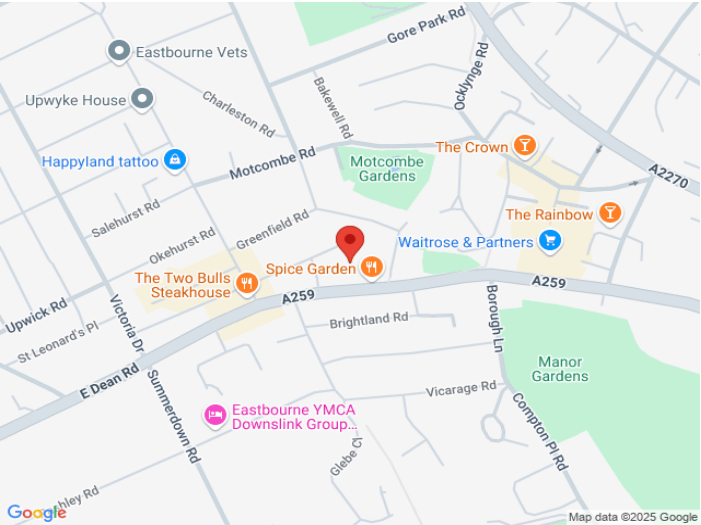 Gore Park Rd
Eastbourne Vets
Ocklynge Rd
Bakewell Rd
Upwyke House
Charleston Rd
The Crown
Happyland tattoo
Motcombe Rd
Motcombe
Gardens
A2270
Salehurst Rd
Greenfield Rd
The Rainbow
Okehurst Rd
Waitrose & Partners
Spice Garden
The Two Bulls
Steakhouse
A259
A259
Upwick Rd
Victoria Dr
St Leonard's Pl
Borough Ln
Brightland Rd
Manor
Gardens
E Dean Rd
Summerdown Rd
Vicarage Rd
Compton Pl Rd
Eastbourne YMCA
Downslink Group...
Glebe Cl
Google
Map data ©2025 Google